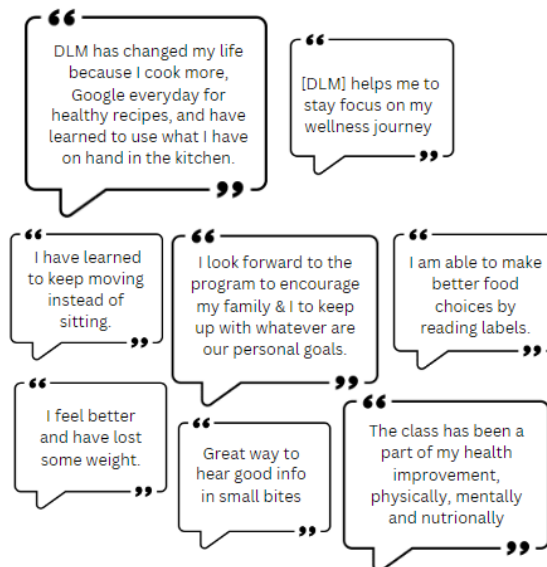 DLM has changed my life
because I cook more,
Google everyday for
healthy recipes, and have
learned to use what I have
on hand in the kitchen.
[DLM] helps me to
stay focus on my
wellness journey
I have learned
to keep moving
instead of
sitting.
I look forward to the
program to encourage
my family & I to keep
up with whatever are
our personal goals.
I am able to make
better food
choices by
reading labels.
I feel better
and have lost
some weight.
Great way to
hear good info
in small bites
The class has been a
part of my health
improvement,
physically, mentally
and nutrionally